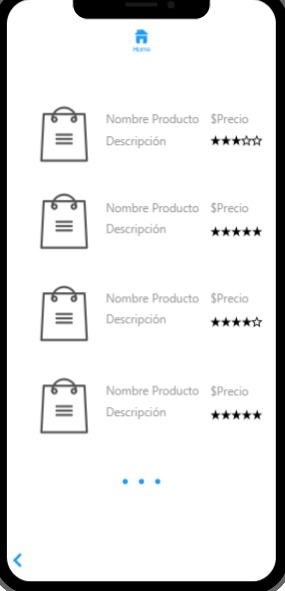 Home
Nombre Producto $Precio
Descripción ★★★☆☆
Nombre Producto $Precio
Descripción ★★★★★
Nombre Producto $Precio
Descripción ★★★★☆
Nombre Producto $Precio
Descripción ★★★★★